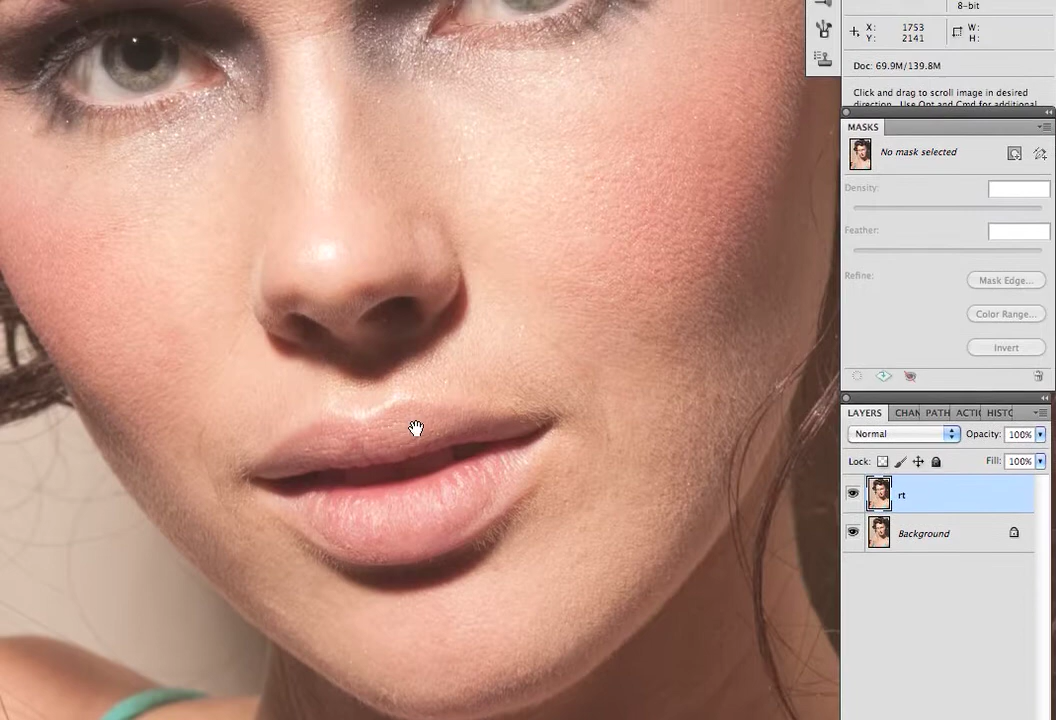 8-bit
X: 1753
Y: 2141
W:
H:
Doc: 69.9M/139.8M
Click and drag to scroll image in desired
direction. Use Opt and Cmd for additional
MASKS
No mask selected
Density:
Feather:
Refine:
Mask Edge...
Color Range...
Invert
LAYERS CHAN PATH ACTI HISTC
Normal Opacity: 100%
Lock: Fill: 100%
rt
Background